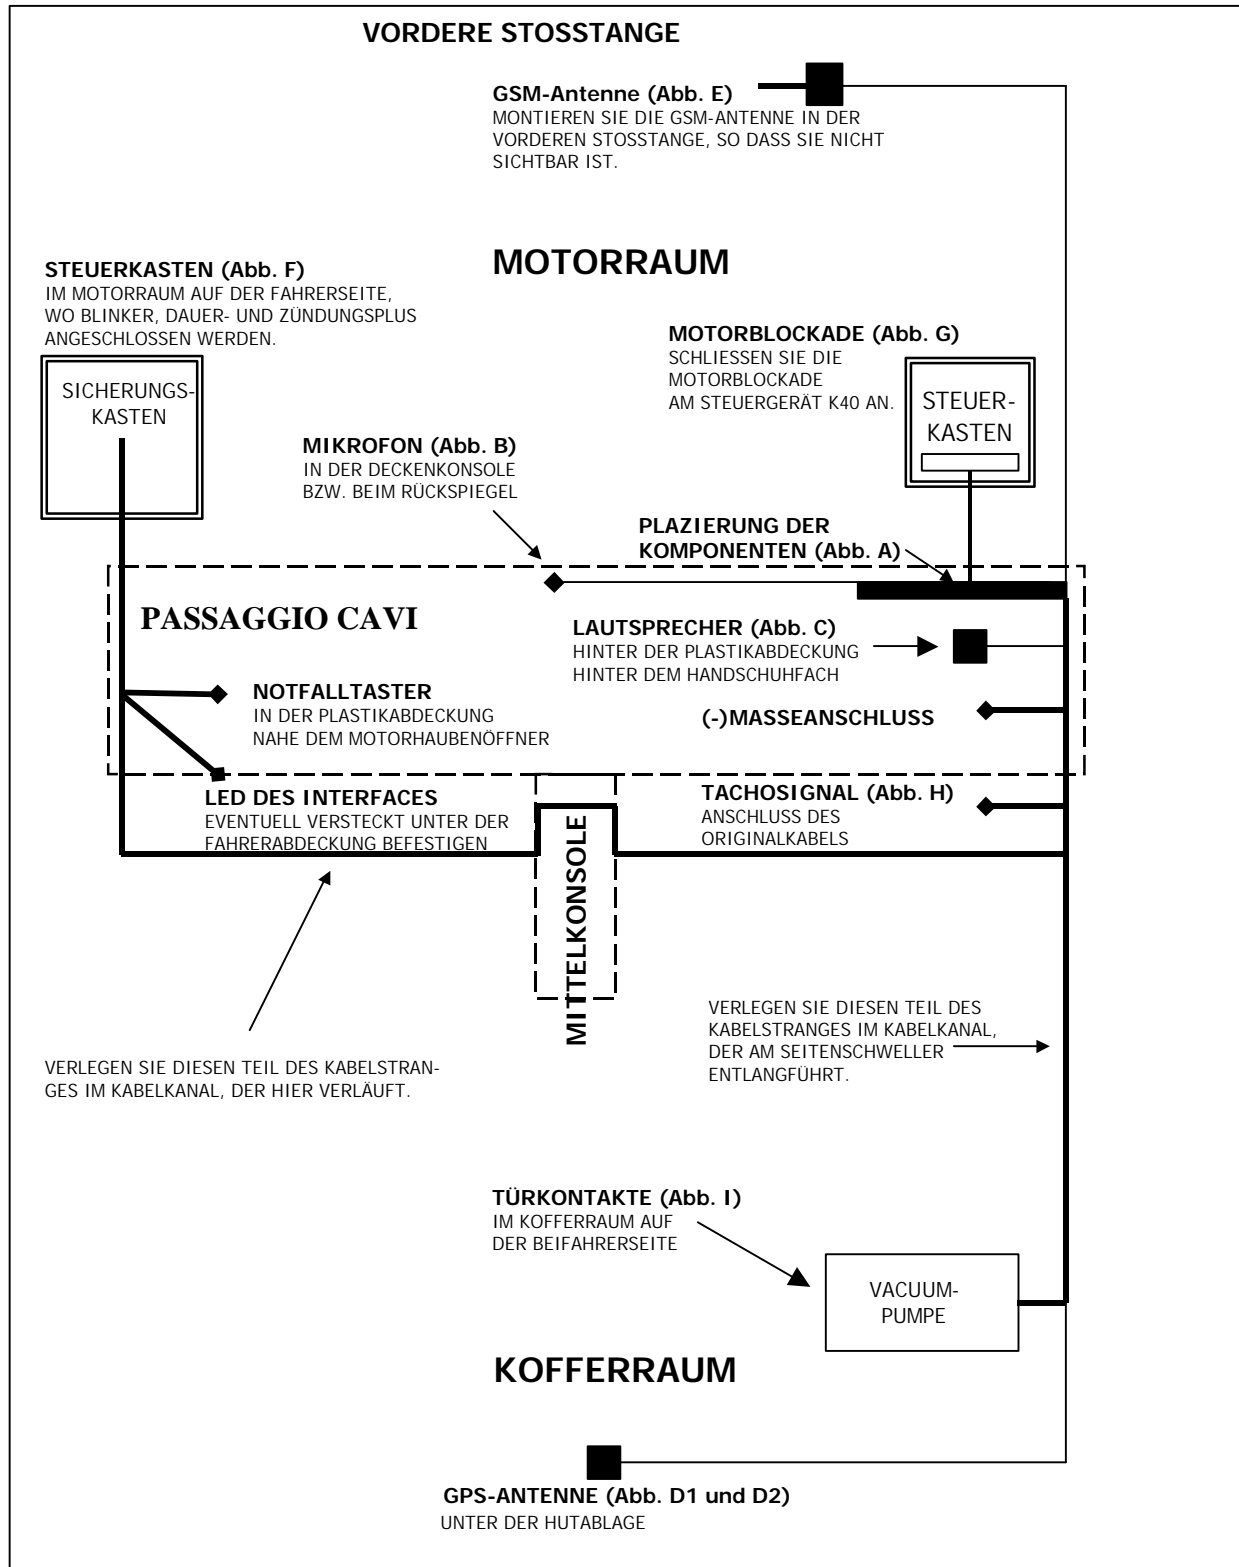 VORDERE STOSSTANGE
GSM-Antenne (Abb. E)
MONTIEREN SIE DIE GSM-ANTENNE IN DER
VORDEREN STOSSTANGE, SO DASS SIE NICHT
SICHTBAR IST.
MOTORRAUM
STEUERKASTEN (Abb. F)
IM MOTORRAUM AUF DER FAHRERSEITE,
WO BLINKER, DAUER- UND ZÜNDUNGSPLUS
ANGESCHLOSSEN WERDEN.
SICHERUNGS-
KASTEN
MOTORBLOCKADE (Abb. G)
SCHLIESSEN SIE DIE
MOTORBLOCKADE
AM STEUERGERÄT K40 AN.
STEUER-
KASTEN
MIKROFON (Abb. B)
IN DER DECKENKONSOLE
BZW. BEIM RÜCKSPIEGEL
PLAZIERUNG DER
KOMPONENTEN (Abb. A)
PASSAGGIO CAVI
LAUTSPRECHER (Abb. C)
HINTER DER PLASTIKABDECKUNG
HINTER DEM HANDSCHUHFACH
NOTFALLTASTER
IN DER PLASTIKABDECKUNG
NAHE DEM MOTORHAUBENÖFFNER
(-)MASSEANSCHLUSS
LED DES INTERFACES
EVENTUELL VERSTECKT UNTER DER
FAHRERABDECKUNG BEFESTIGEN
TACHOSIGNAL (Abb. H)
ANSCHLUSS DES
ORIGINALKABELS
MITTELKONSOLE
VERLEGEN SIE DIESEN TEIL DES KABELSTRAN-
GES IM KABELKANAL, DER HIER VERLÄUFT.
VERLEGEN SIE DIESEN TEIL DES
KABELSTRANGES IM KABELKANAL,
DER AM SEITENSCHWELLER
ENTLANGFÜHRT.
TÜRKONTAKTE (Abb. I)
IM KOFFERRAUM AUF
DER BEIFAHRERSEITE
VACUUM-
PUMPE
KOFFERRAUM
GPS-ANTENNE (Abb. D1 und D2)
UNTER DER HUTABLAGE